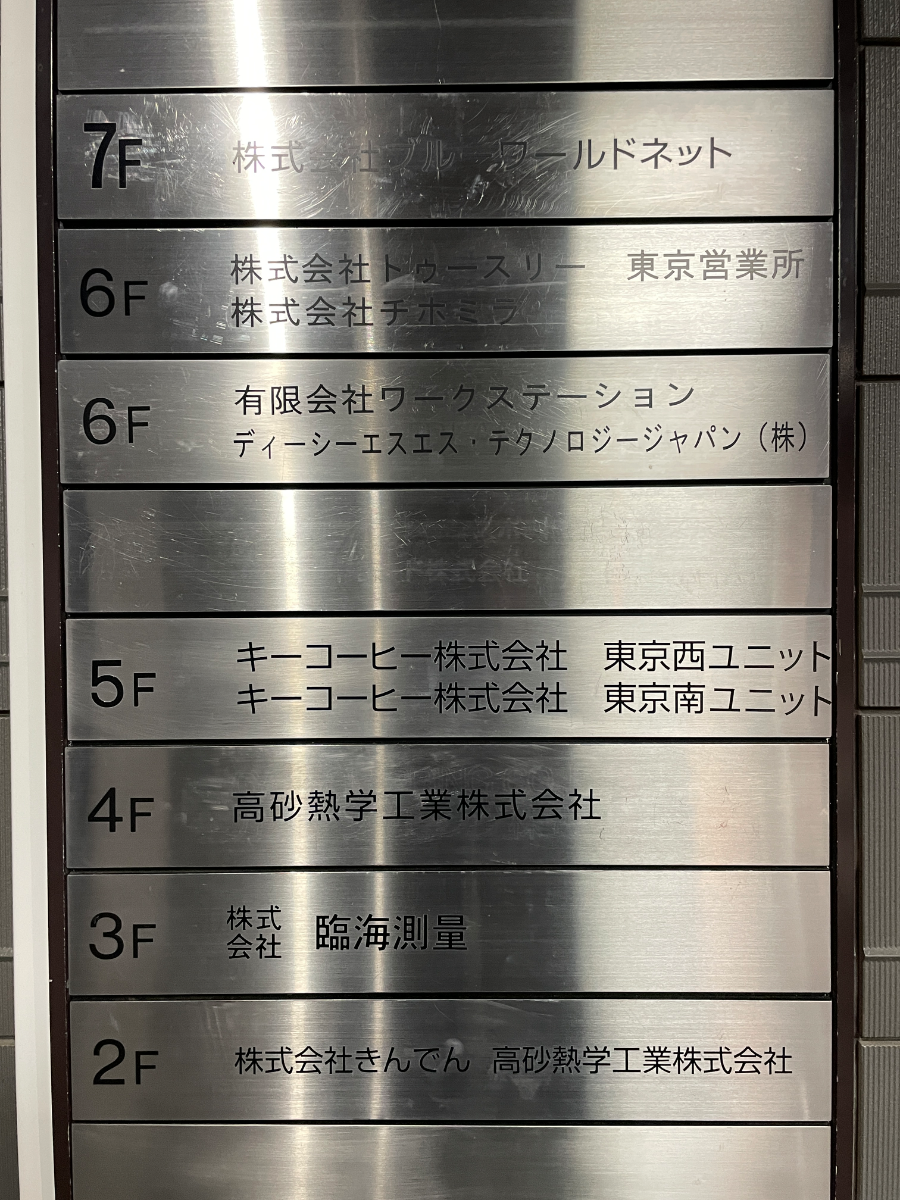 7F 株式会社ブルーワールドネット
6F 株式会社トゥースリー 東京営業所
株式会社チホミラ
6F 有限会社ワークステーション
ディーシーエスエス・テクノロジージャパン（株）
株式会社
5F キーコーヒー株式会社 東京西ユニット
キーコーヒー株式会社 東京南ユニット
4F 高砂熱学工業株式会社
3F 株式会社 臨海測量
2F 株式会社きんでん 高砂熱学工業株式会社